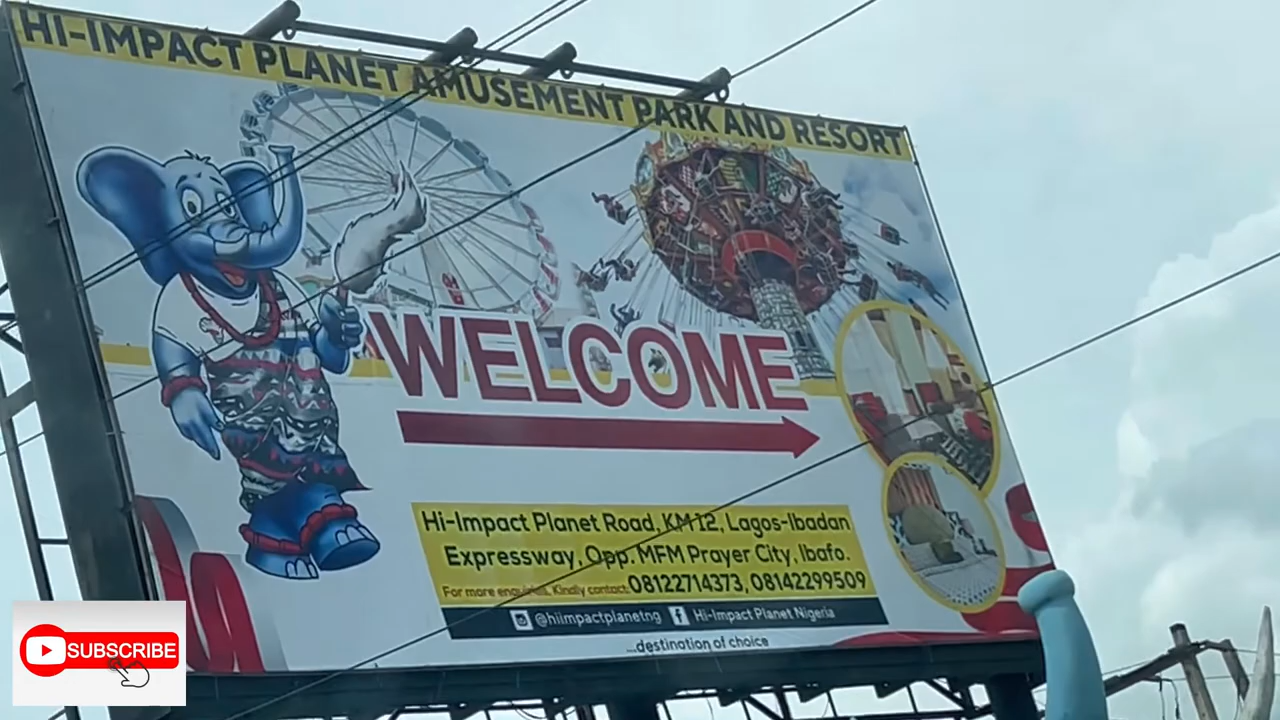 HI-IMPACT PLANET AMUSEMENT PARK AND RESORT
WELCOME
Hi-Impact Planet Road, KM 12, Lagos-Ibadan
Expressway, Opp. MFM Prayer City, Ibafo.
For more enquiries, Kindly contact: 08122714373, 08142299509
@hiimpactplanetng Hi-Impact Planet Nigeria
...destination of choice
SUBSCRIBE